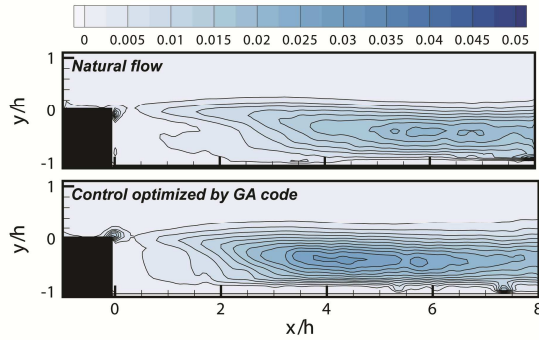 0 0.005 0.01 0.015 0.02 0.025 0.03 0.035 0.04 0.045 0.05
1
Natural flow
y/h
0
-1
1
Control optimized by GA code
y/h
0
-1
0 2 4 6 8
x/h